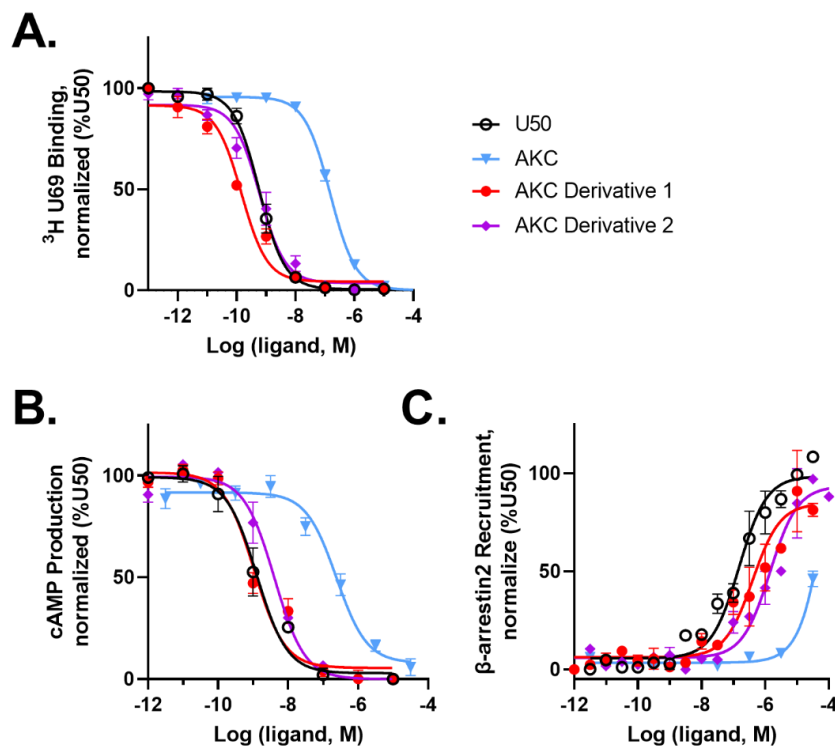 A.
³H U69 Binding,
normalized (%U50)
100
50
0
-12
-10
-8
-6
-4
Log (ligand, M)
U50
AKC
AKC Derivative 1
AKC Derivative 2
B.
cAMP Production
normalized (%U50)
100
50
0
-12
-10
-8
-6
-4
Log (ligand, M)
C.
β-arrestin2 Recruitment,
normalize (%U50)
100
50
0
-12
-10
-8
-6
-4
Log (ligand, M)